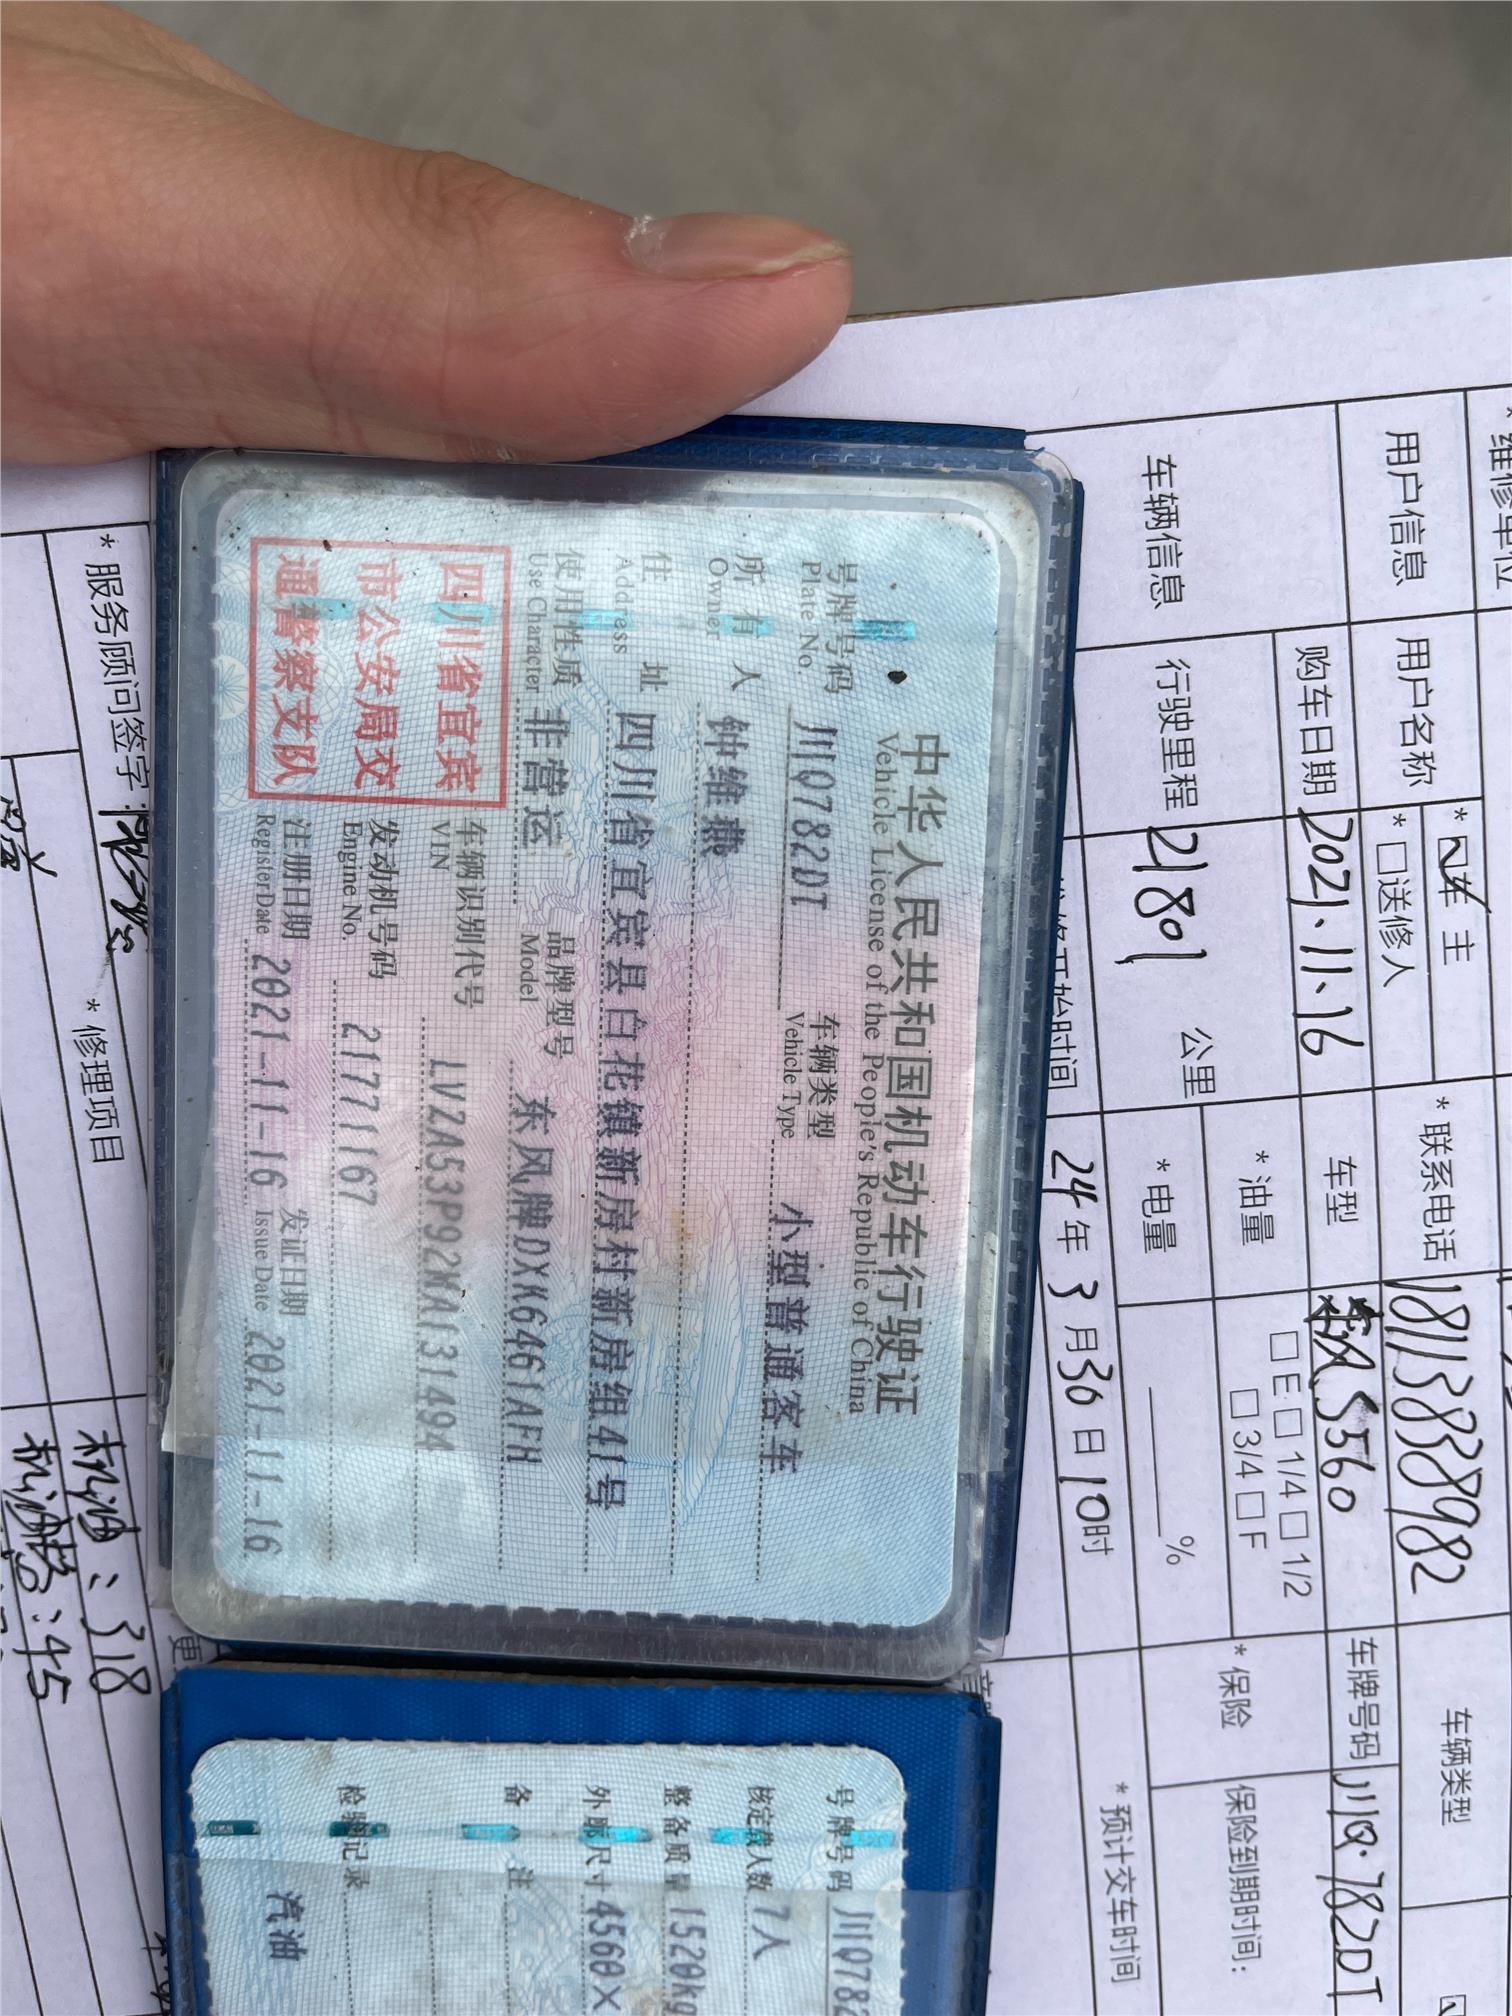 中华人民共和国机动车行驶证
Vehicle License of the People's Republic of China
号牌号码 川Q782DT 车辆类型 小型普通客车
Plate No. Vehicle Type
所有人 钟维燕
Owner
住址 四川省宜宾县白花镇新房村新房组41号
Address
使用性质 非营运 品牌型号 东风牌DXK6461AFH
Use Character Model
四川省宜宾
市公安局交
通警察支队
车辆识别代号 LVZA53P92MA131494
VIN
发动机号码 21771167
Engine No.
注册日期 2021-11-16 发证日期 2021-11-16
Register Date Issue Date
号牌号码 川Q782
核定载人数 7人
整备质量 1520kg
外廓尺寸 4560×
备注
检验记录
汽油
* 维修单位
用户信息 用户名称 * 车主 * 联系电话 18113838982 车辆类型
* □送修人
车辆信息 购车日期 2021.11.16 车型 S560 车牌号码 川Q·782DT
行驶里程 21801 公里 * 油量 □E □1/4 □1/2
□3/4 □F
* 保险 保险到期时间:
* 电量 %
24年3月30日10时 * 预计交车时间
* 服务顾问签字:
* 修理项目
机油:318
机油格:45